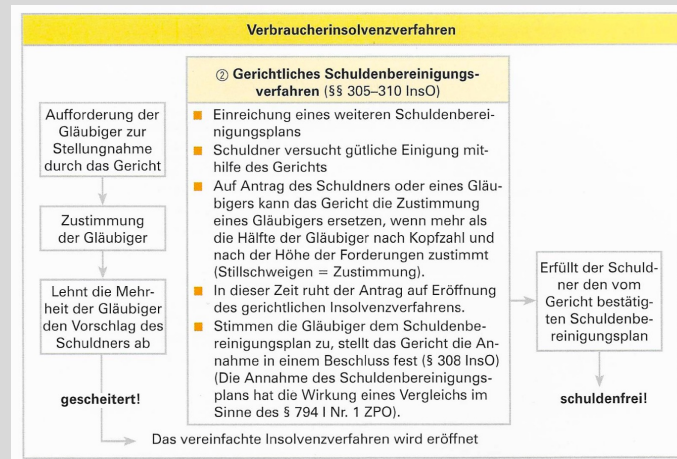 Verbraucherinsolvenzverfahren
Aufforderung der
Gläubiger zur
Stellungnahme
durch das Gericht
Zustimmung
der Gläubiger
Lehnt die Mehr-
heit der Gläubiger
den Vorschlag des
Schuldners ab
gescheitert!
② Gerichtliches Schuldenbereinigungs-
verfahren (§§ 305–310 InsO)
■ Einreichung eines weiteren Schuldenberei-
nigungsplans
■ Schuldner versucht gütliche Einigung mit-
hilfe des Gerichts
■ Auf Antrag des Schuldners oder eines Gläu-
bigers kann das Gericht die Zustimmung
eines Gläubigers ersetzen, wenn mehr als
die Hälfte der Gläubiger nach Kopfzahl und
nach der Höhe der Forderungen zustimmt
(Stillschweigen = Zustimmung).
■ In dieser Zeit ruht der Antrag auf Eröffnung
des gerichtlichen Insolvenzverfahrens.
■ Stimmen die Gläubiger dem Schuldenbe-
reinigungsplan zu, stellt das Gericht die An-
nahme in einem Beschluss fest (§ 308 InsO)
(Die Annahme des Schuldenbereinigungs-
plans hat die Wirkung eines Vergleichs im
Sinne des § 794 I Nr. 1 ZPO).
Erfüllt der Schuld-
ner den vom
Gericht bestätig-
ten Schuldenbe-
reinigungsplan
schuldenfrei!
Das vereinfachte Insolvenzverfahren wird eröffnet